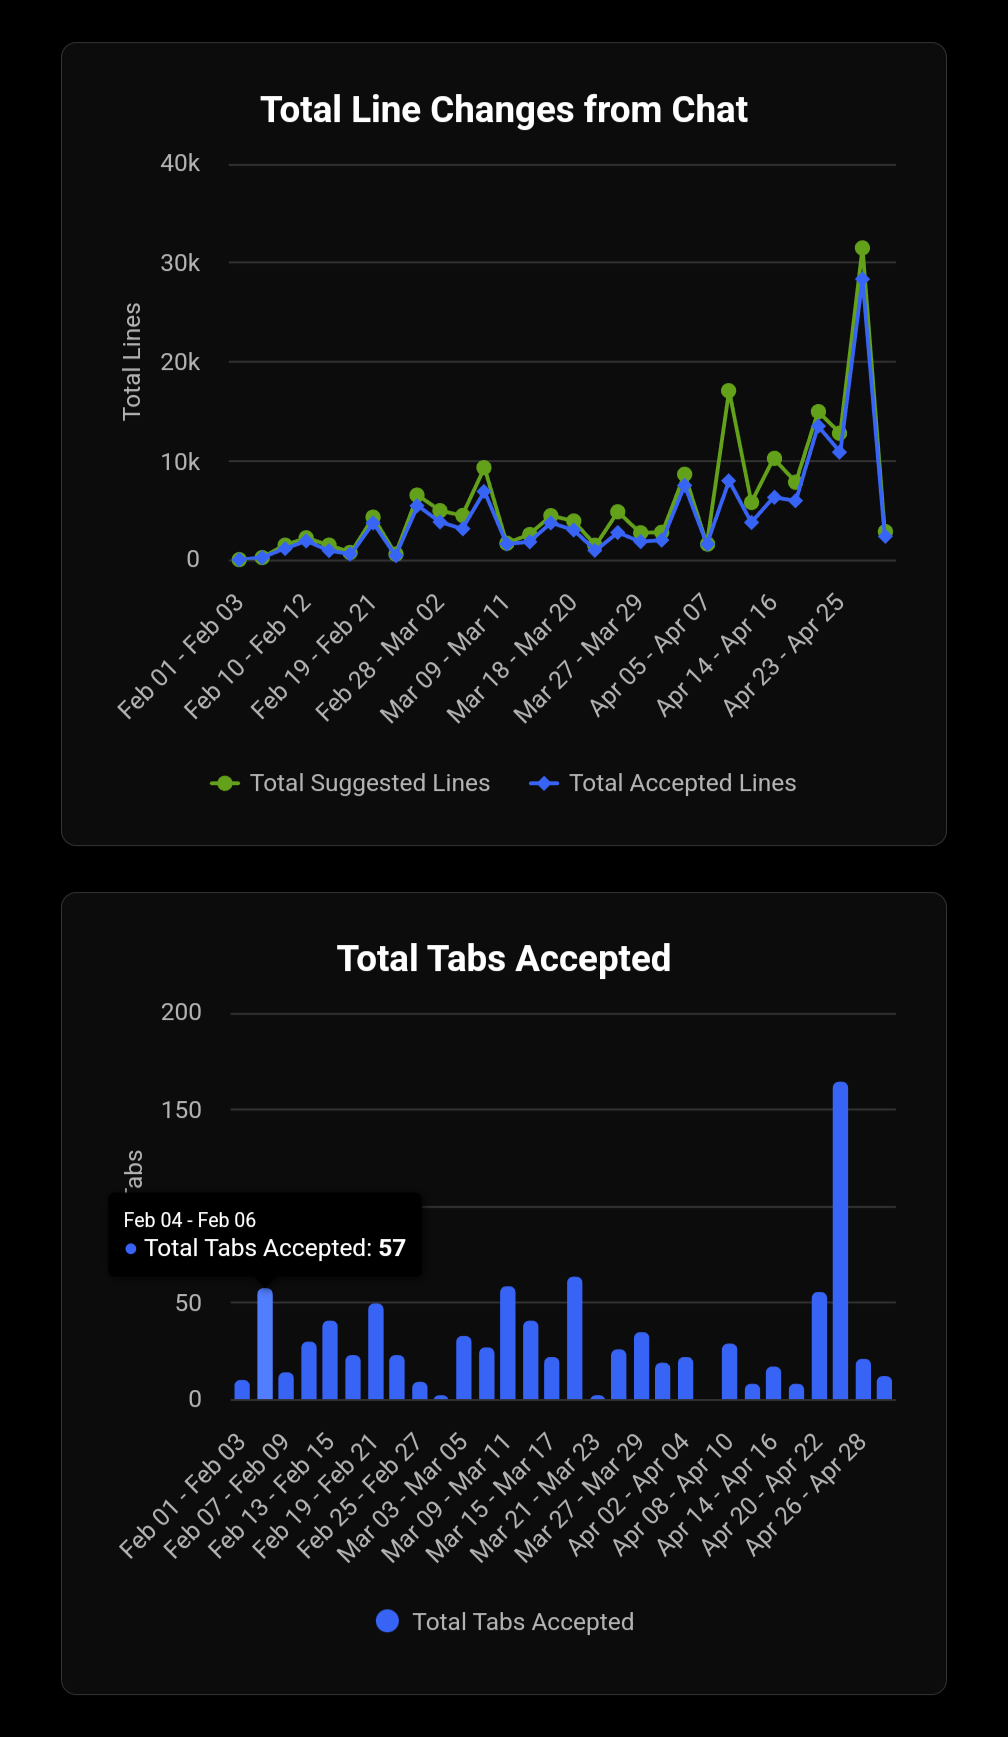 Total Line Changes from Chat
40k
30k
20k
10k
0
Total Lines
Feb 01 - Feb 03
Feb 10 - Feb 12
Feb 19 - Feb 21
Feb 28 - Mar 02
Mar 09 - Mar 11
Mar 18 - Mar 20
Mar 27 - Mar 29
Apr 05 - Apr 07
Apr 14 - Apr 16
Apr 23 - Apr 25
Total Suggested Lines
Total Accepted Lines
Total Tabs Accepted
200
150
Tabs
Feb 04 - Feb 06
Total Tabs Accepted: 57
50
0
Feb 01 - Feb 03
Feb 07 - Feb 09
Feb 13 - Feb 15
Feb 19 - Feb 21
Feb 25 - Feb 27
Mar 03 - Mar 05
Mar 09 - Mar 11
Mar 15 - Mar 17
Mar 21 - Mar 23
Mar 27 - Mar 29
Apr 02 - Apr 04
Apr 08 - Apr 10
Apr 14 - Apr 16
Apr 20 - Apr 22
Apr 26 - Apr 28
Total Tabs Accepted